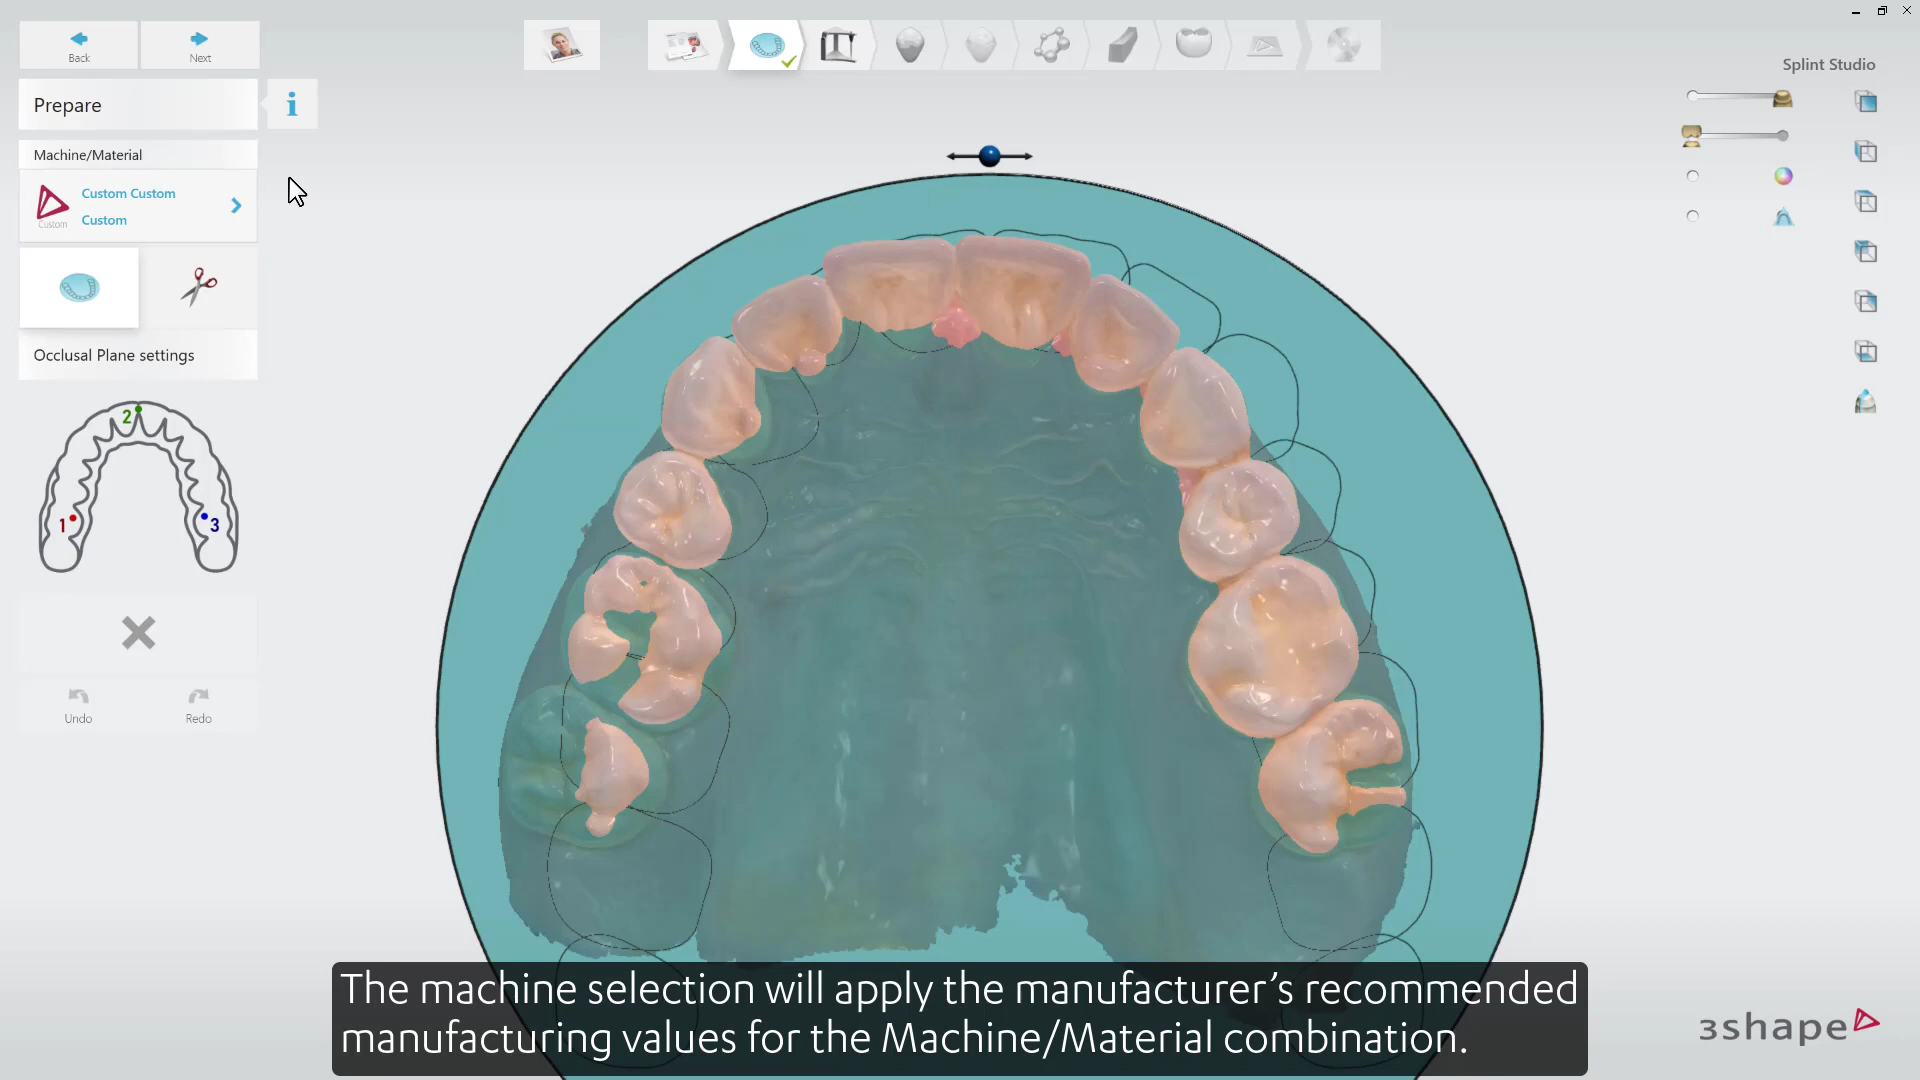 Back
Next
Splint Studio
Prepare
i
Machine/Material
Custom Custom
Custom
Custom
Occlusal Plane settings
2
1
3
Undo
Redo
The machine selection will apply the manufacturer's recommended
manufacturing values for the Machine/Material combination.
3shape